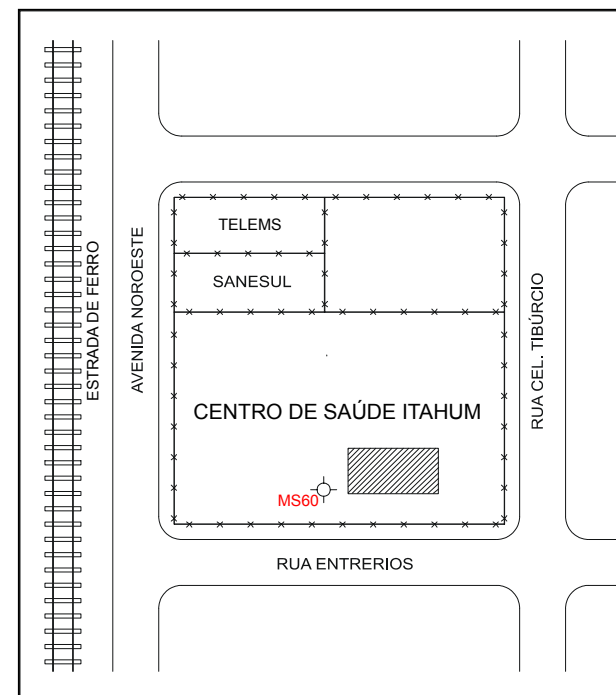 TELEMS
SANESUL
ESTRADA DE FERRO
AVENIDA NOROESTE
RUA CEL. TIBÚRCIO
CENTRO DE SAÚDE ITAHUM
MS60
RUA ENTRERIOS